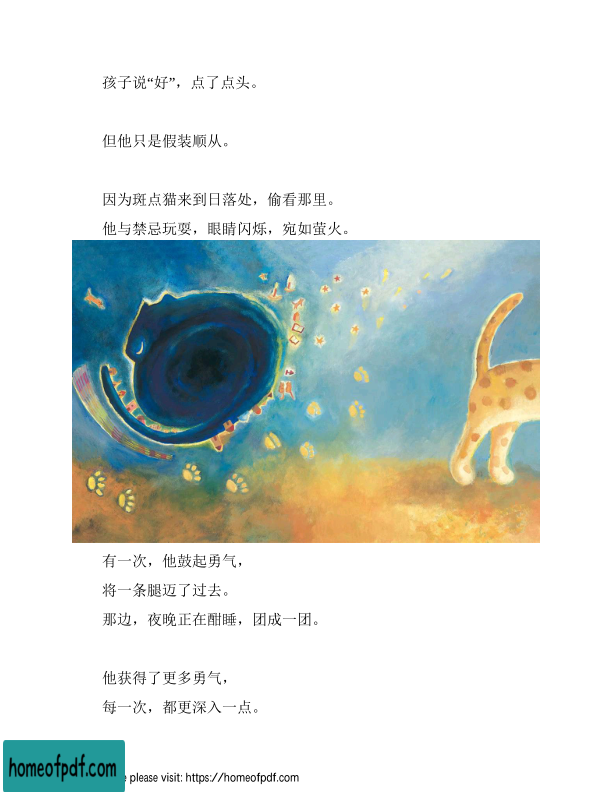 孩子说“好”，点了点头。
但他只是假装顺从。
因为斑点猫来到日落处，偷看那里。
他与禁忌玩耍，眼睛闪烁，宛如萤火。
有一次，他鼓起勇气，
将一条腿迈了过去。
那边，夜晚正在酣睡，团成一团。
他获得了更多勇气，
每一次，都更深入一点。
homeofpdf.com
e please visit: https://homeofpdf.com